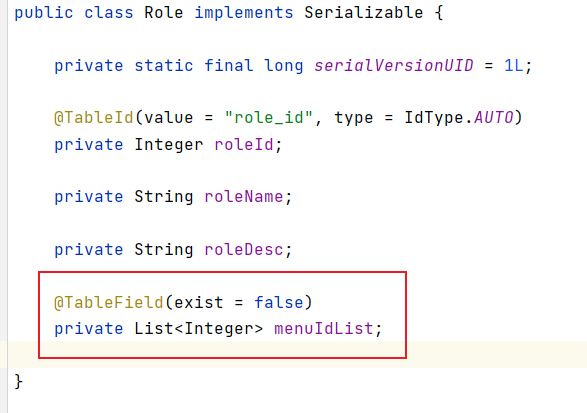 public class Role implements Serializable {
private static final long serialVersionUID = 1L;
@TableId(value = "role_id", type = IdType.AUTO)
private Integer roleId;
private String roleName;
private String roleDesc;
@TableField(exist = false)
private List<Integer> menuIdList;
}